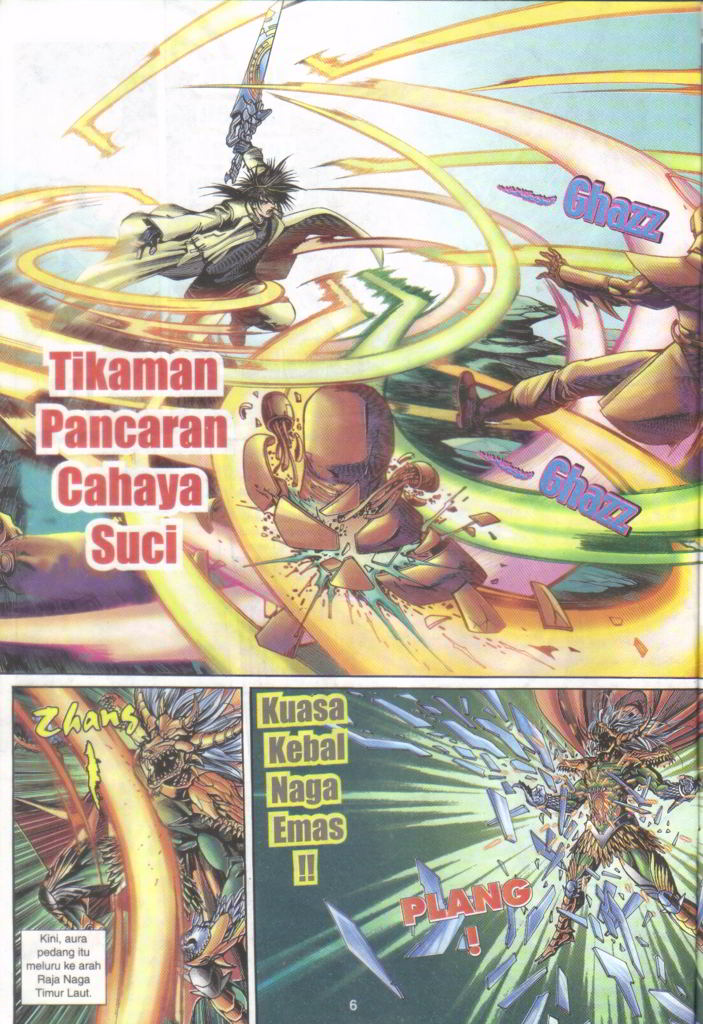 Ghazz
Tikaman
Pancaran
Cahaya
Suci
Ghazz
Zhang
!
Kuasa
Kebal
Naga
Emas
!!
PLANG
!
Kini, aura
pedang itu
meluru ke arah
Raja Naga
Timur Laut.
6